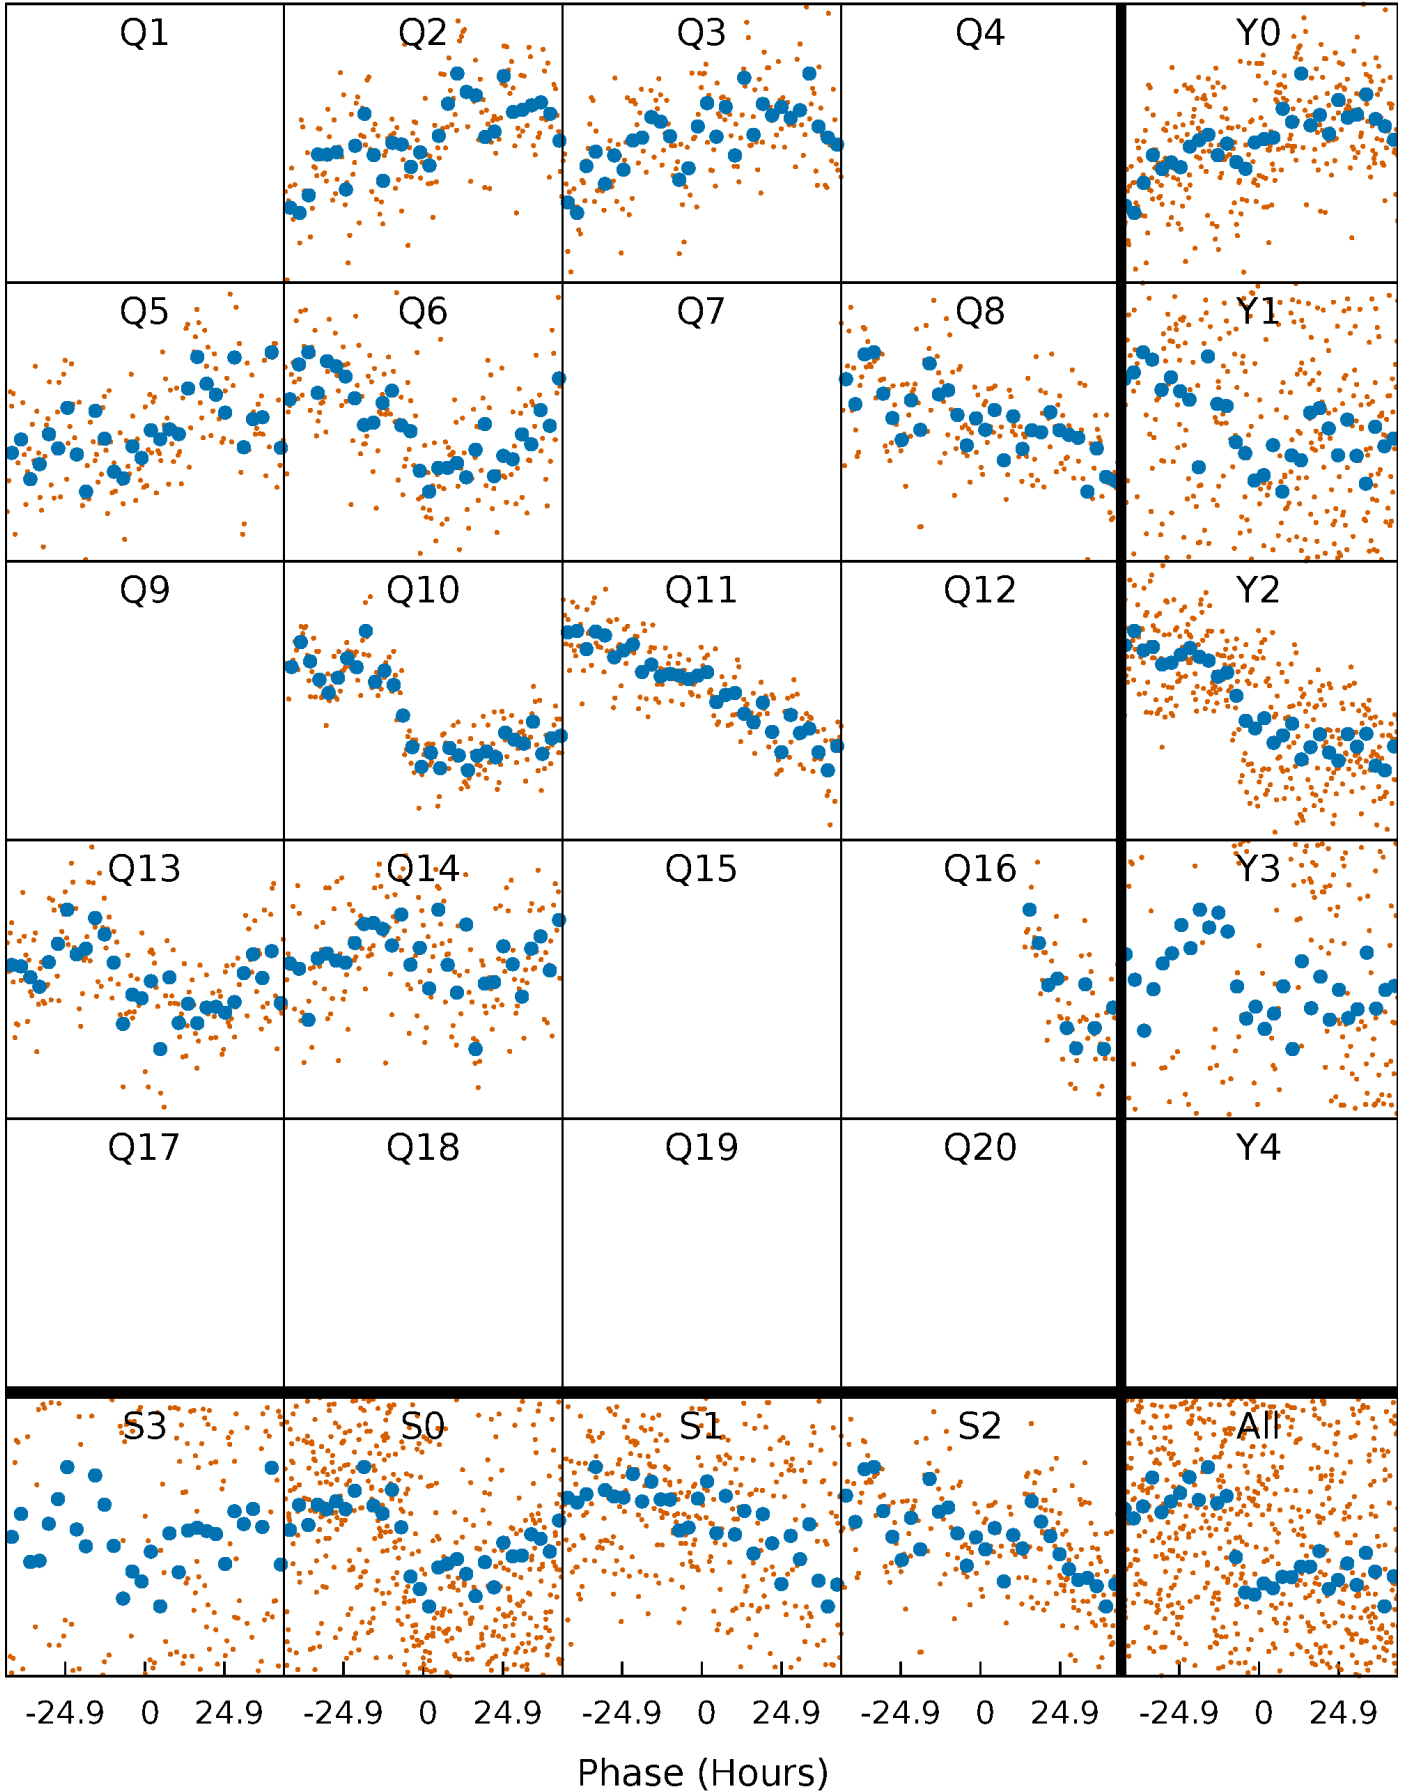 Q1 Q2 Q3 Q4 Y0
Q5 Q6 Q7 Q8 Y1
Q9 Q10 Q11 Q12 Y2
Q13 Q14 Q15 Q16 Y3
Q17 Q18 Q19 Q20 Y4
S3 S0 S1 S2 All
-24.9 0 24.9 -24.9 0 24.9 -24.9 0 24.9 -24.9 0 24.9 -24.9 0 24.9
Phase (Hours)